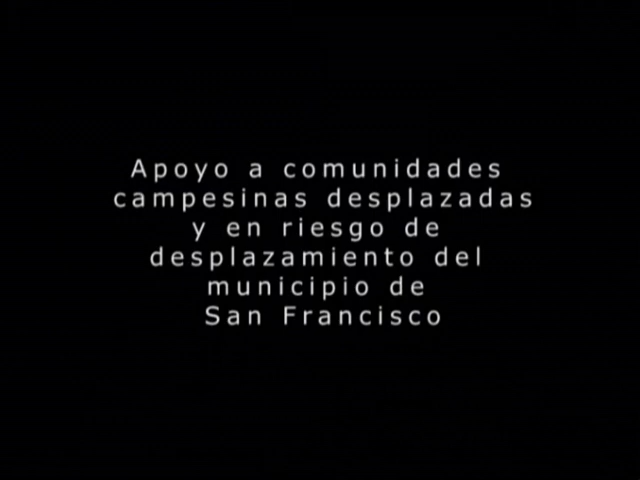 Apoyo a comunidades
campesinas desplazadas
y en riesgo de
desplazamiento del
municipio de
San Francisco